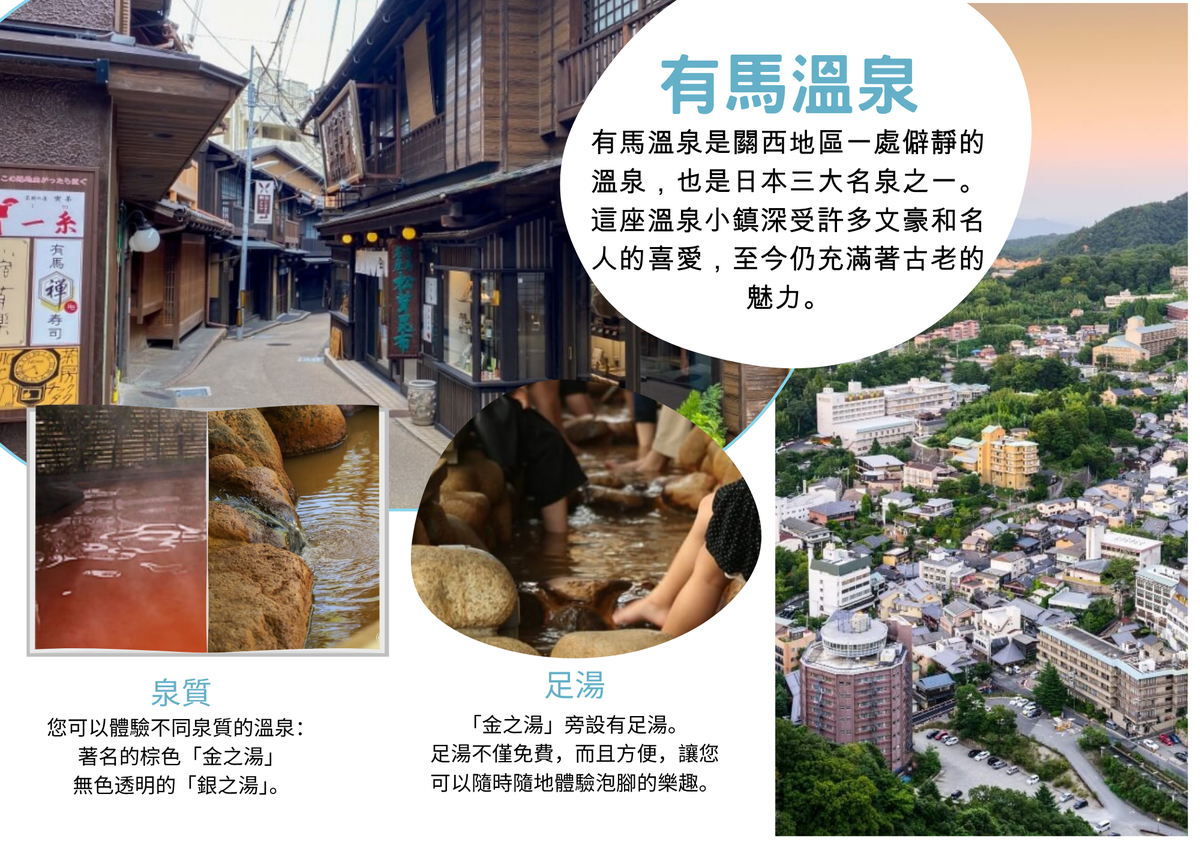 有馬溫泉
有馬溫泉是關西地區一處僻靜的
溫泉，也是日本三大名泉之一。
這座溫泉小鎮深受許多文豪和名
人的喜愛，至今仍充滿著古老的
魅力。
一糸
有馬
禅
寿司
泉質
您可以體驗不同泉質的溫泉：
著名的棕色「金之湯」
無色透明的「銀之湯」。
足湯
「金之湯」旁設有足湯。
足湯不僅免費，而且方便，讓您
可以隨時隨地體驗泡腳的樂趣。